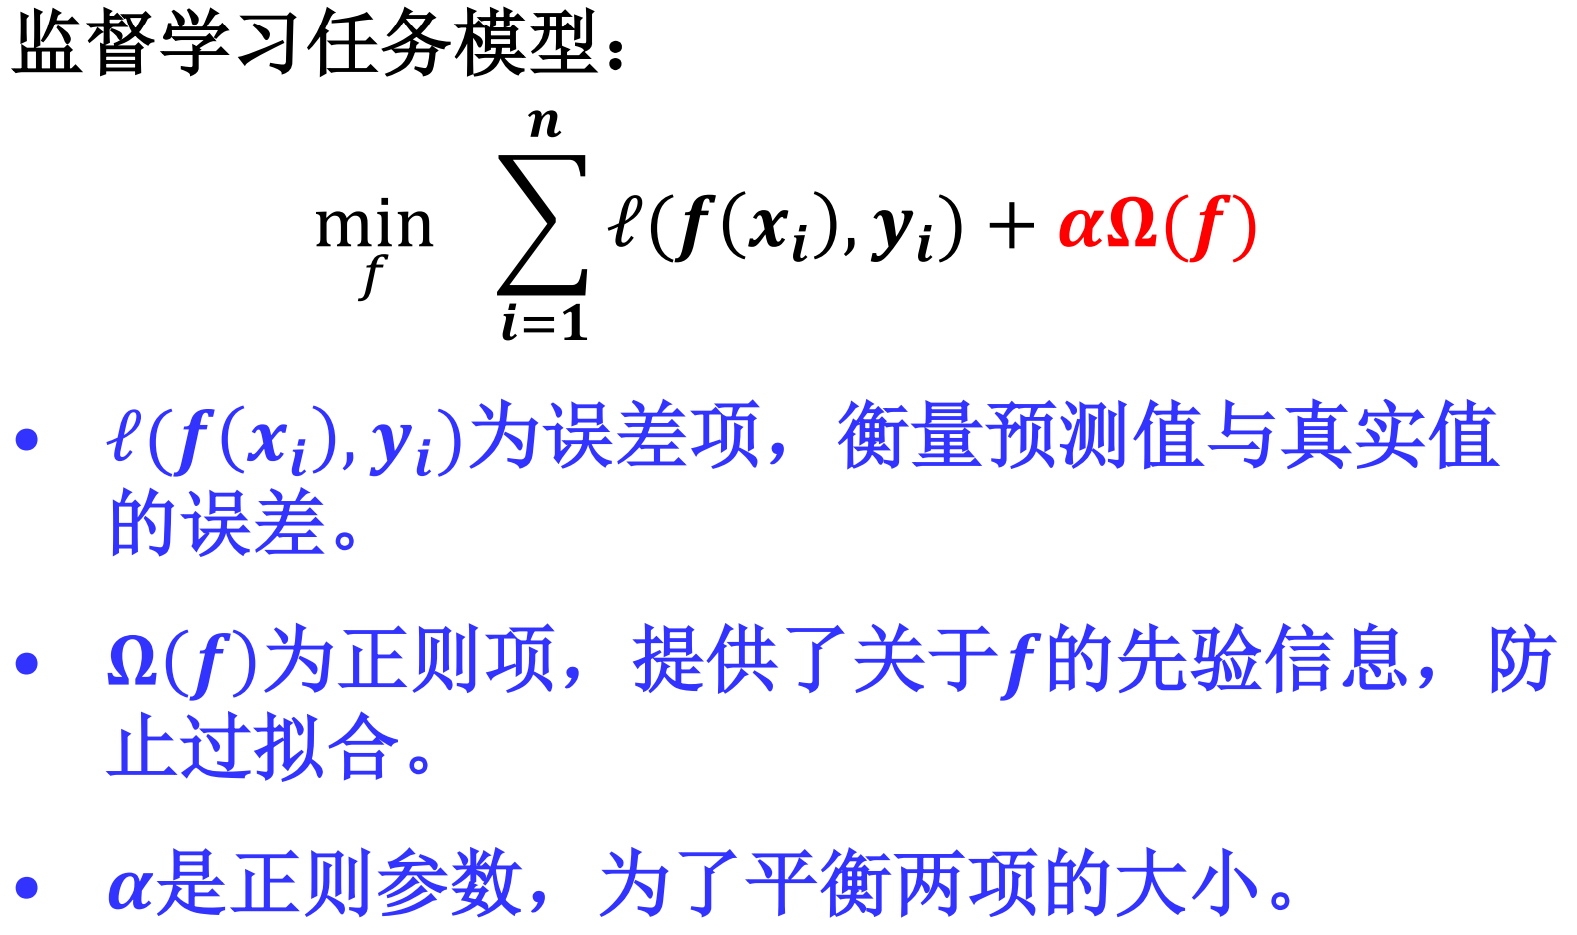 监督学习任务模型：
$$\min_{f} \sum_{i=1}^{n} \ell(f(x_i), y_i) + \alpha\Omega(f)$$
• $\ell(f(x_i), y_i)$为误差项，衡量预测值与真实值
的误差。
• $\Omega(f)$为正则项，提供了关于$f$的先验信息，防
止过拟合。
• $\alpha$是正则参数，为了平衡两项的大小。